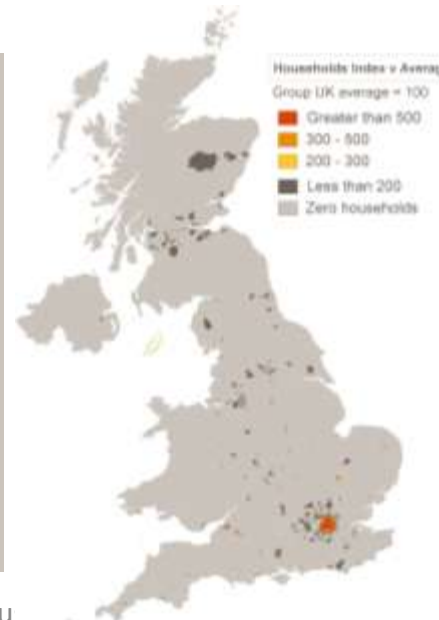 Households Index v Averag
Group UK average = 100
Greater than 500
300 - 500
200 - 300
Less than 200
Zero households
u